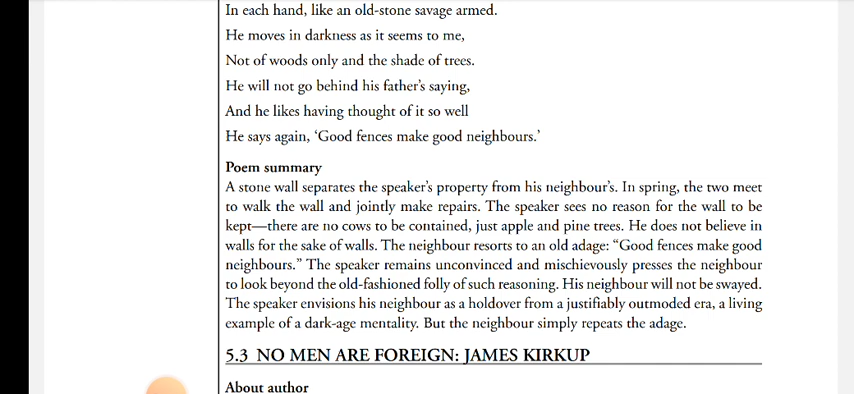 In each hand, like an old-stone savage armed.
He moves in darkness as it seems to me,
Not of woods only and the shade of trees.
He will not go behind his father’s saying,
And he likes having thought of it so well
He says again, ‘Good fences make good neighbours.’
Poem summary
A stone wall separates the speaker’s property from his neighbour’s. In spring, the two meet
to walk the wall and jointly make repairs. The speaker sees no reason for the wall to be
kept—there are no cows to be contained, just apple and pine trees. He does not believe in
walls for the sake of walls. The neighbour resorts to an old adage: “Good fences make good
neighbours.” The speaker remains unconvinced and mischievously presses the neighbour
to look beyond the old-fashioned folly of such reasoning. His neighbour will not be swayed.
The speaker envisions his neighbour as a holdover from a justifiably outmoded era, a living
example of a dark-age mentality. But the neighbour simply repeats the adage.
5.3 NO MEN ARE FOREIGN: JAMES KIRKUP
About author